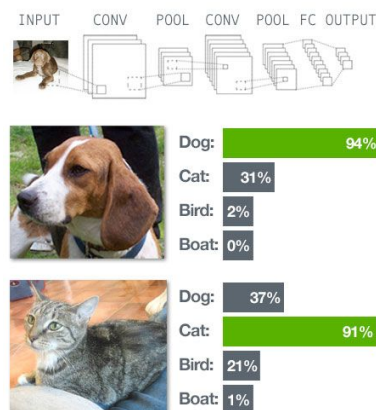 INPUT CONV POOL CONV POOL FC OUTPUT
Dog: 94%
Cat: 31%
Bird: 2%
Boat: 0%
Dog: 37%
Cat: 91%
Bird: 21%
Boat: 1%